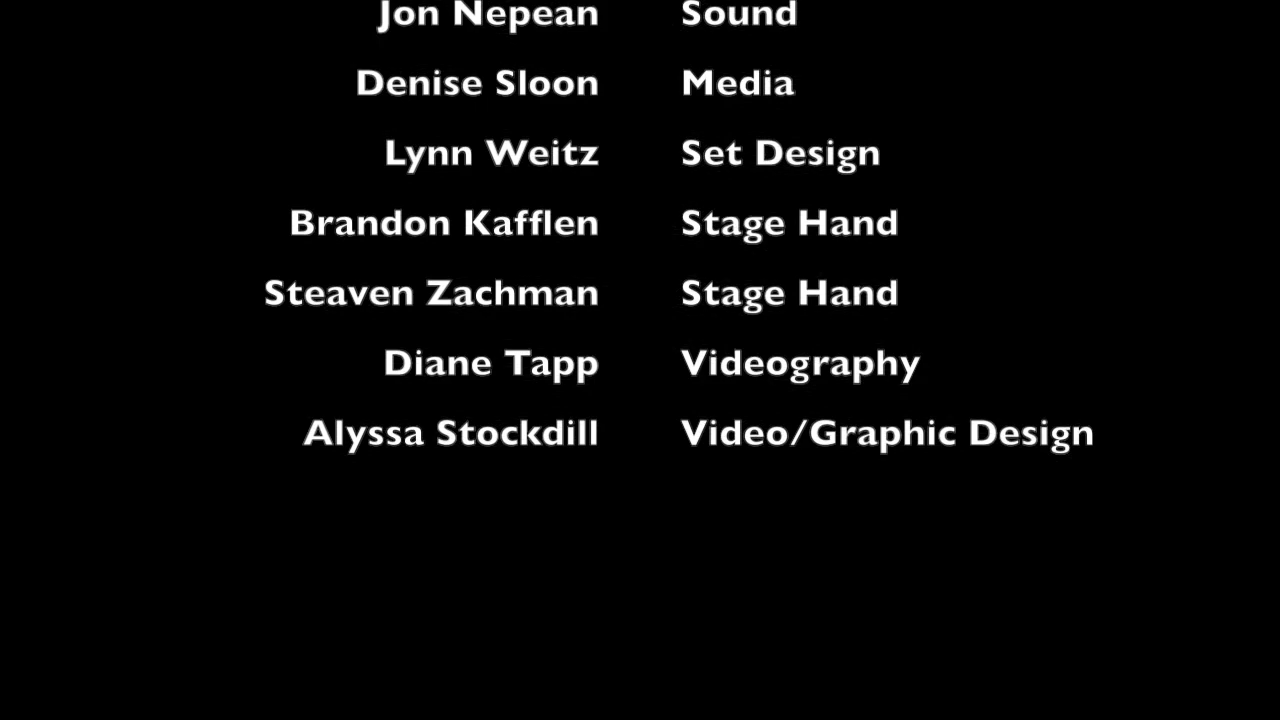 Jon Nepean Sound
Denise Sloon Media
Lynn Weitz Set Design
Brandon Kafflen Stage Hand
Steaven Zachman Stage Hand
Diane Tapp Videography
Alyssa Stockdill Video/Graphic Design